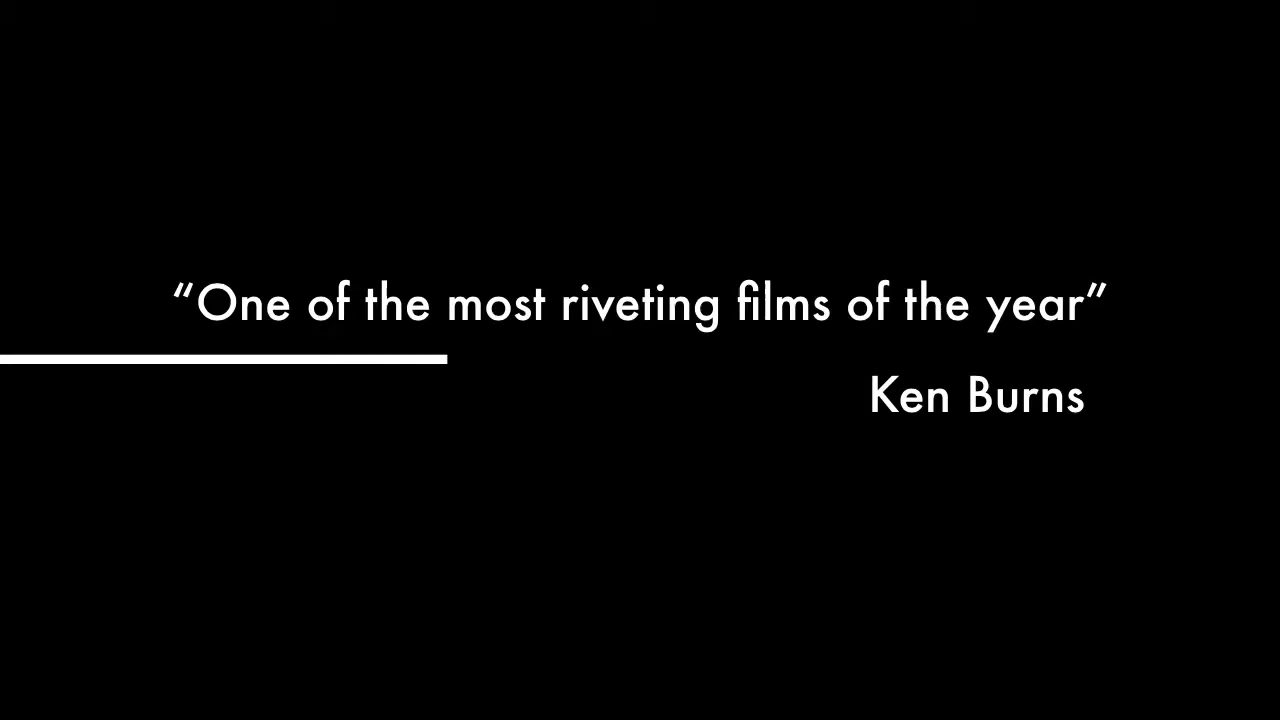 “One of the most riveting films of the year”
Ken Burns